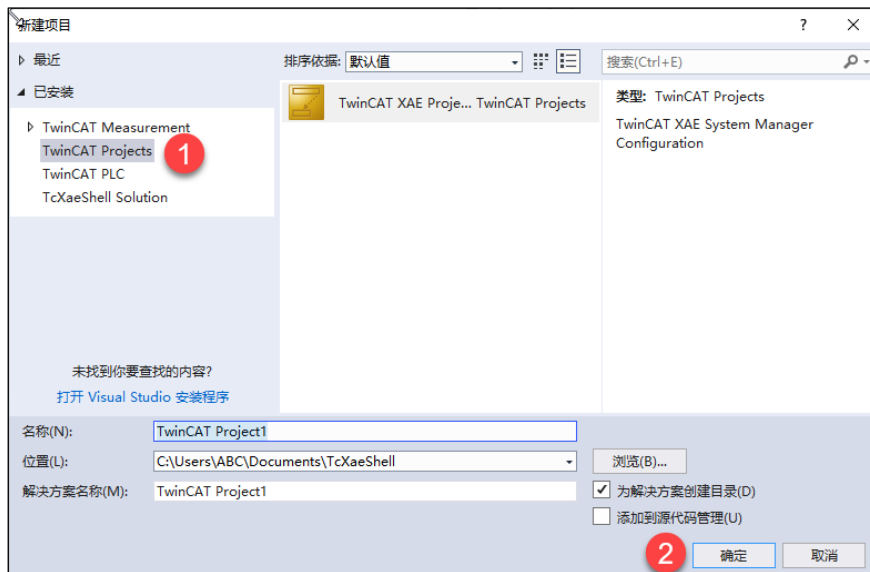 新建项目
?
最近
已安装
TwinCAT Measurement
TwinCAT Projects
1
TwinCAT PLC
TcXaeShell Solution
未找到你要查找的内容?
打开 Visual Studio 安装程序
排序依据: 默认值
TwinCAT XAE Proje... TwinCAT Projects
搜索(Ctrl+E)
类型: TwinCAT Projects
TwinCAT XAE System Manager
Configuration
名称(N): TwinCAT Project1
位置(L): C:\Users\ABC\Documents\TcXaeShell
浏览(B)...
解决方案名称(M): TwinCAT Project1
为解决方案创建目录(D)
添加到源代码管理(U)
2
确定
取消